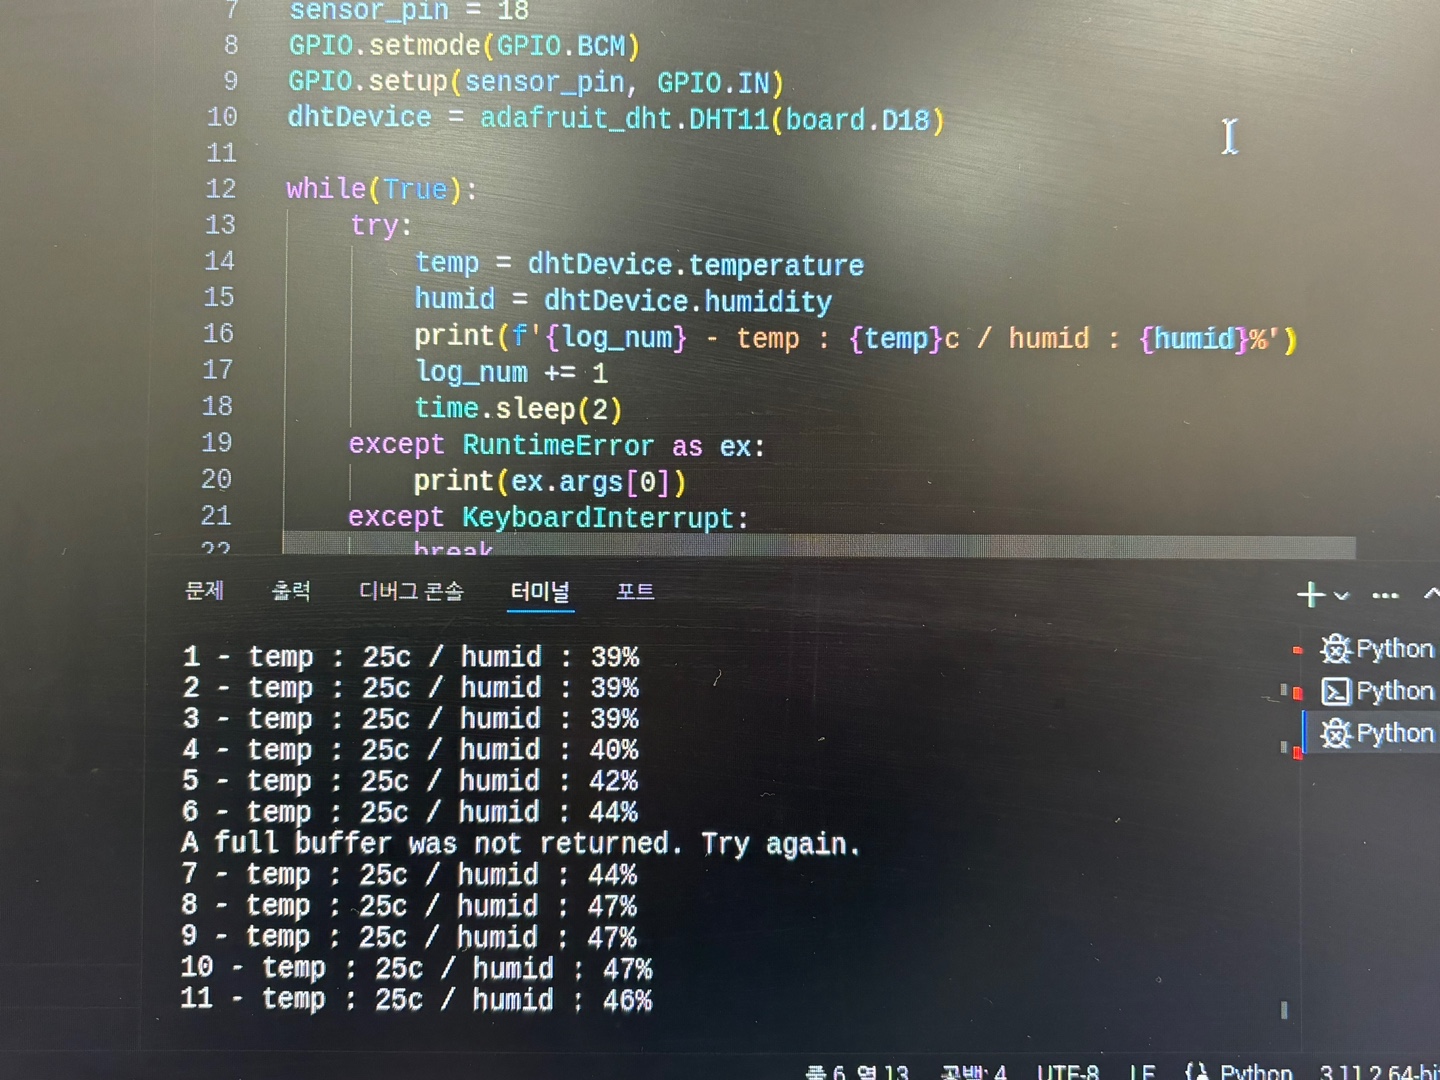 7 sensor_pin = 18
8 GPIO.setmode(GPIO.BCM)
9 GPIO.setup(sensor_pin, GPIO.IN)
10 dhtDevice = adafruit_dht.DHT11(board.D18)
11
12 while(True):
13 try:
14 temp = dhtDevice.temperature
15 humid = dhtDevice.humidity
16 print(f'{log_num} - temp : {temp}c / humid : {humid}%')
17 log_num += 1
18 time.sleep(2)
19 except RuntimeError as ex:
20 print(ex.args[0])
21 except KeyboardInterrupt:
22 break
문제 출력 디버그 콘솔 터미널 포트
1 - temp : 25c / humid : 39%
2 - temp : 25c / humid : 39%
3 - temp : 25c / humid : 39%
4 - temp : 25c / humid : 40%
5 - temp : 25c / humid : 42%
6 - temp : 25c / humid : 44%
A full buffer was not returned. Try again.
7 - temp : 25c / humid : 44%
8 - temp : 25c / humid : 47%
9 - temp : 25c / humid : 47%
10 - temp : 25c / humid : 47%
11 - temp : 25c / humid : 46%
Python
Python
Python
줄 6, 열 13 공백: 4 UTF-8 LF Python 3.11.2 64-bi